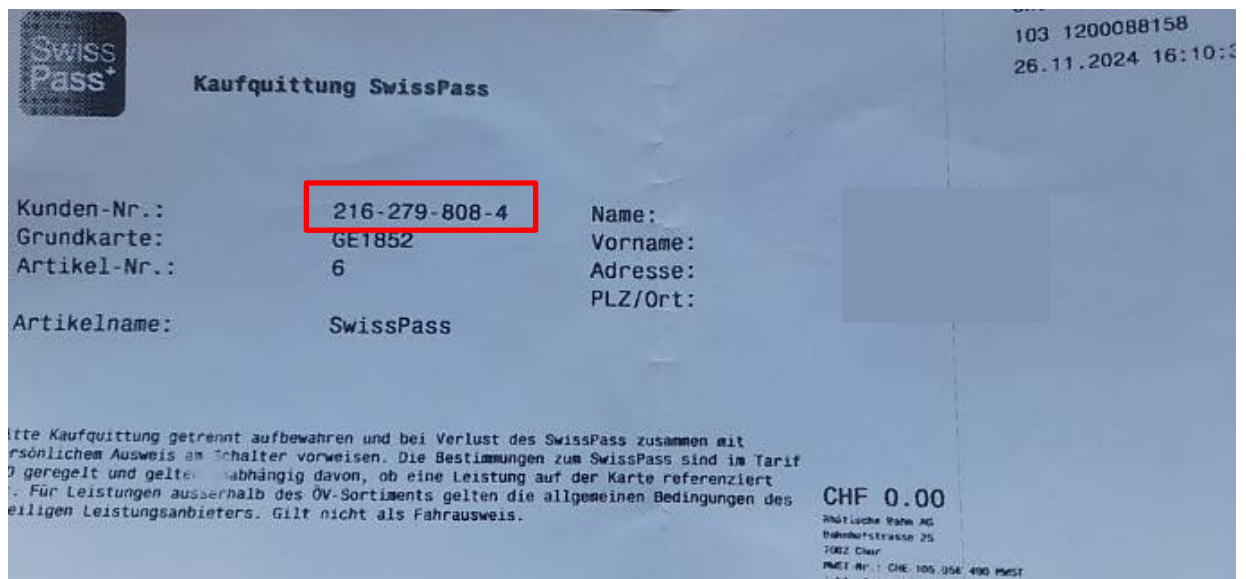 103 1200088158
26.11.2024 16:10:3
Swiss
Pass+
Kaufquittung SwissPass
Kunden-Nr.: 216-279-808-4 Name:
Grundkarte: GE1852 Vorname:
Artikel-Nr.: 6 Adresse:
PLZ/Ort:
Artikelname: SwissPass
itte Kaufquittung getrennt aufbewahren und bei Verlust des SwissPass zusammen mit
rsönlichem Ausweis am Schalter vorweisen. Die Bestimmungen zum SwissPass sind im Tarif
geregelt und gelte abhängig davon, ob eine Leistung auf der Karte referenziert
. Für Leistungen ausserhalb des ÖV-Sortiments gelten die allgemeinen Bedingungen des
eiligen Leistungsanbieters. Gilt nicht als Fahrausweis.
CHF 0.00
Rhätische Bahn AG
Bahnhofstrasse 25
7002 Chur
MWST-Nr.: CHE-105 956 490 MWST